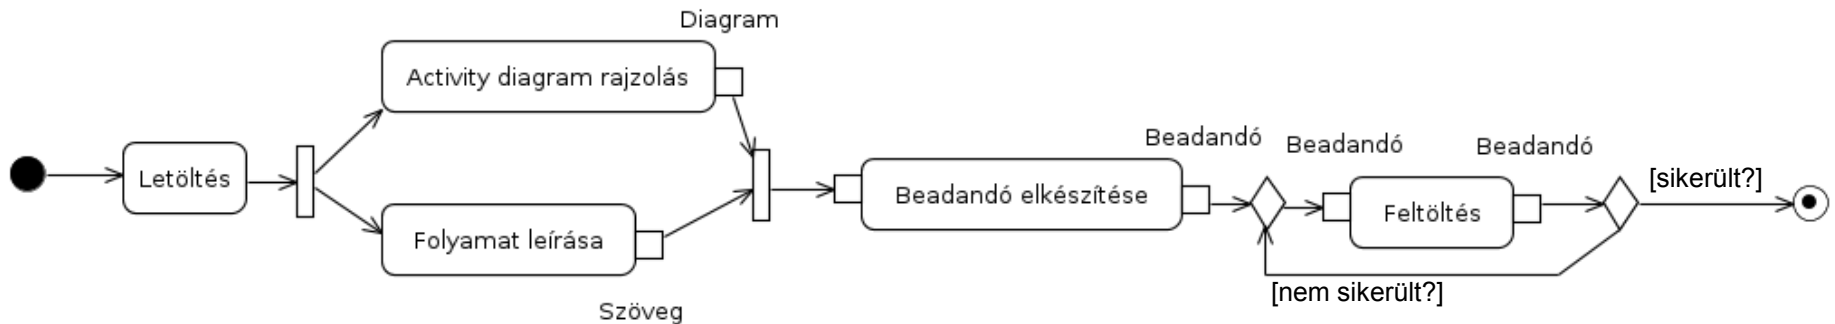 Diagram
Activity diagram rajzolás
Letöltés
Folyamat leírása
Szöveg
Beadandó elkészítése
Beadandó
Beadandó
Feltöltés
Beadandó
[sikerült?]
[nem sikerült?]